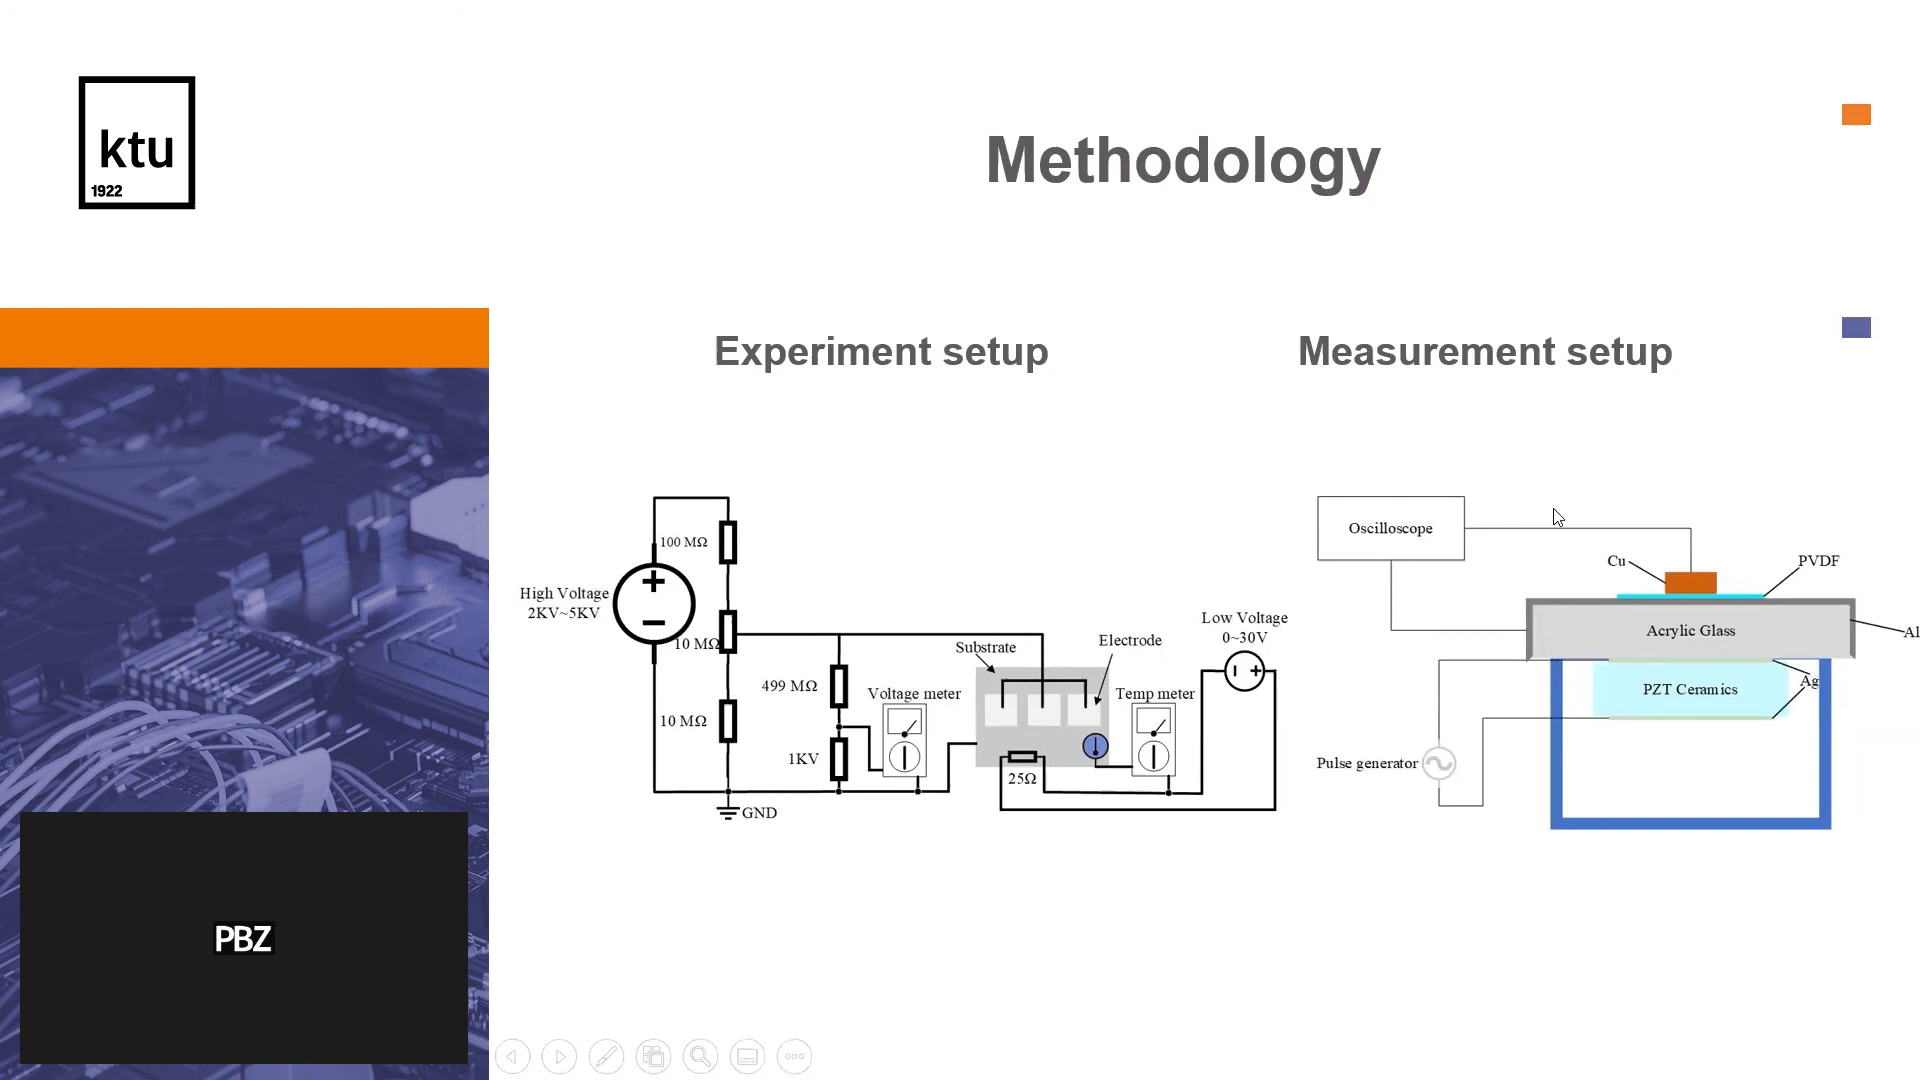 ktu
1922
Methodology
Experiment setup
Measurement setup
100 MΩ
High Voltage
2KV~5KV
10 MΩ
10 MΩ
499 MΩ
1KV
GND
Voltage meter
Substrate
Electrode
Temp meter
25Ω
Low Voltage
0~30V
Oscilloscope
Cu
PVDF
Acrylic Glass
Al
PZT Ceramics
Ag
Pulse generator
PBZ